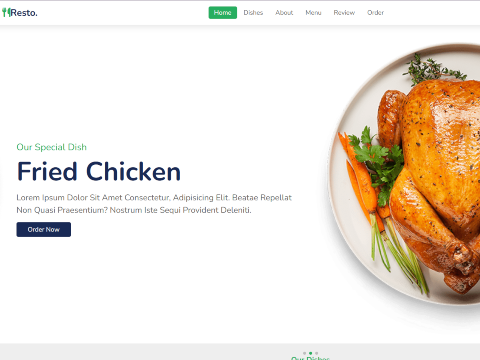 Resto.
Home Dishes About Menu Review Order
Our Special Dish
Fried Chicken
Lorem Ipsum Dolor Sit Amet Consectetur, Adipisicing Elit. Beatae Repellat
Non Quasi Praesentium? Nostrum Iste Sequi Provident Deleniti.
Order Now
Our Dishes